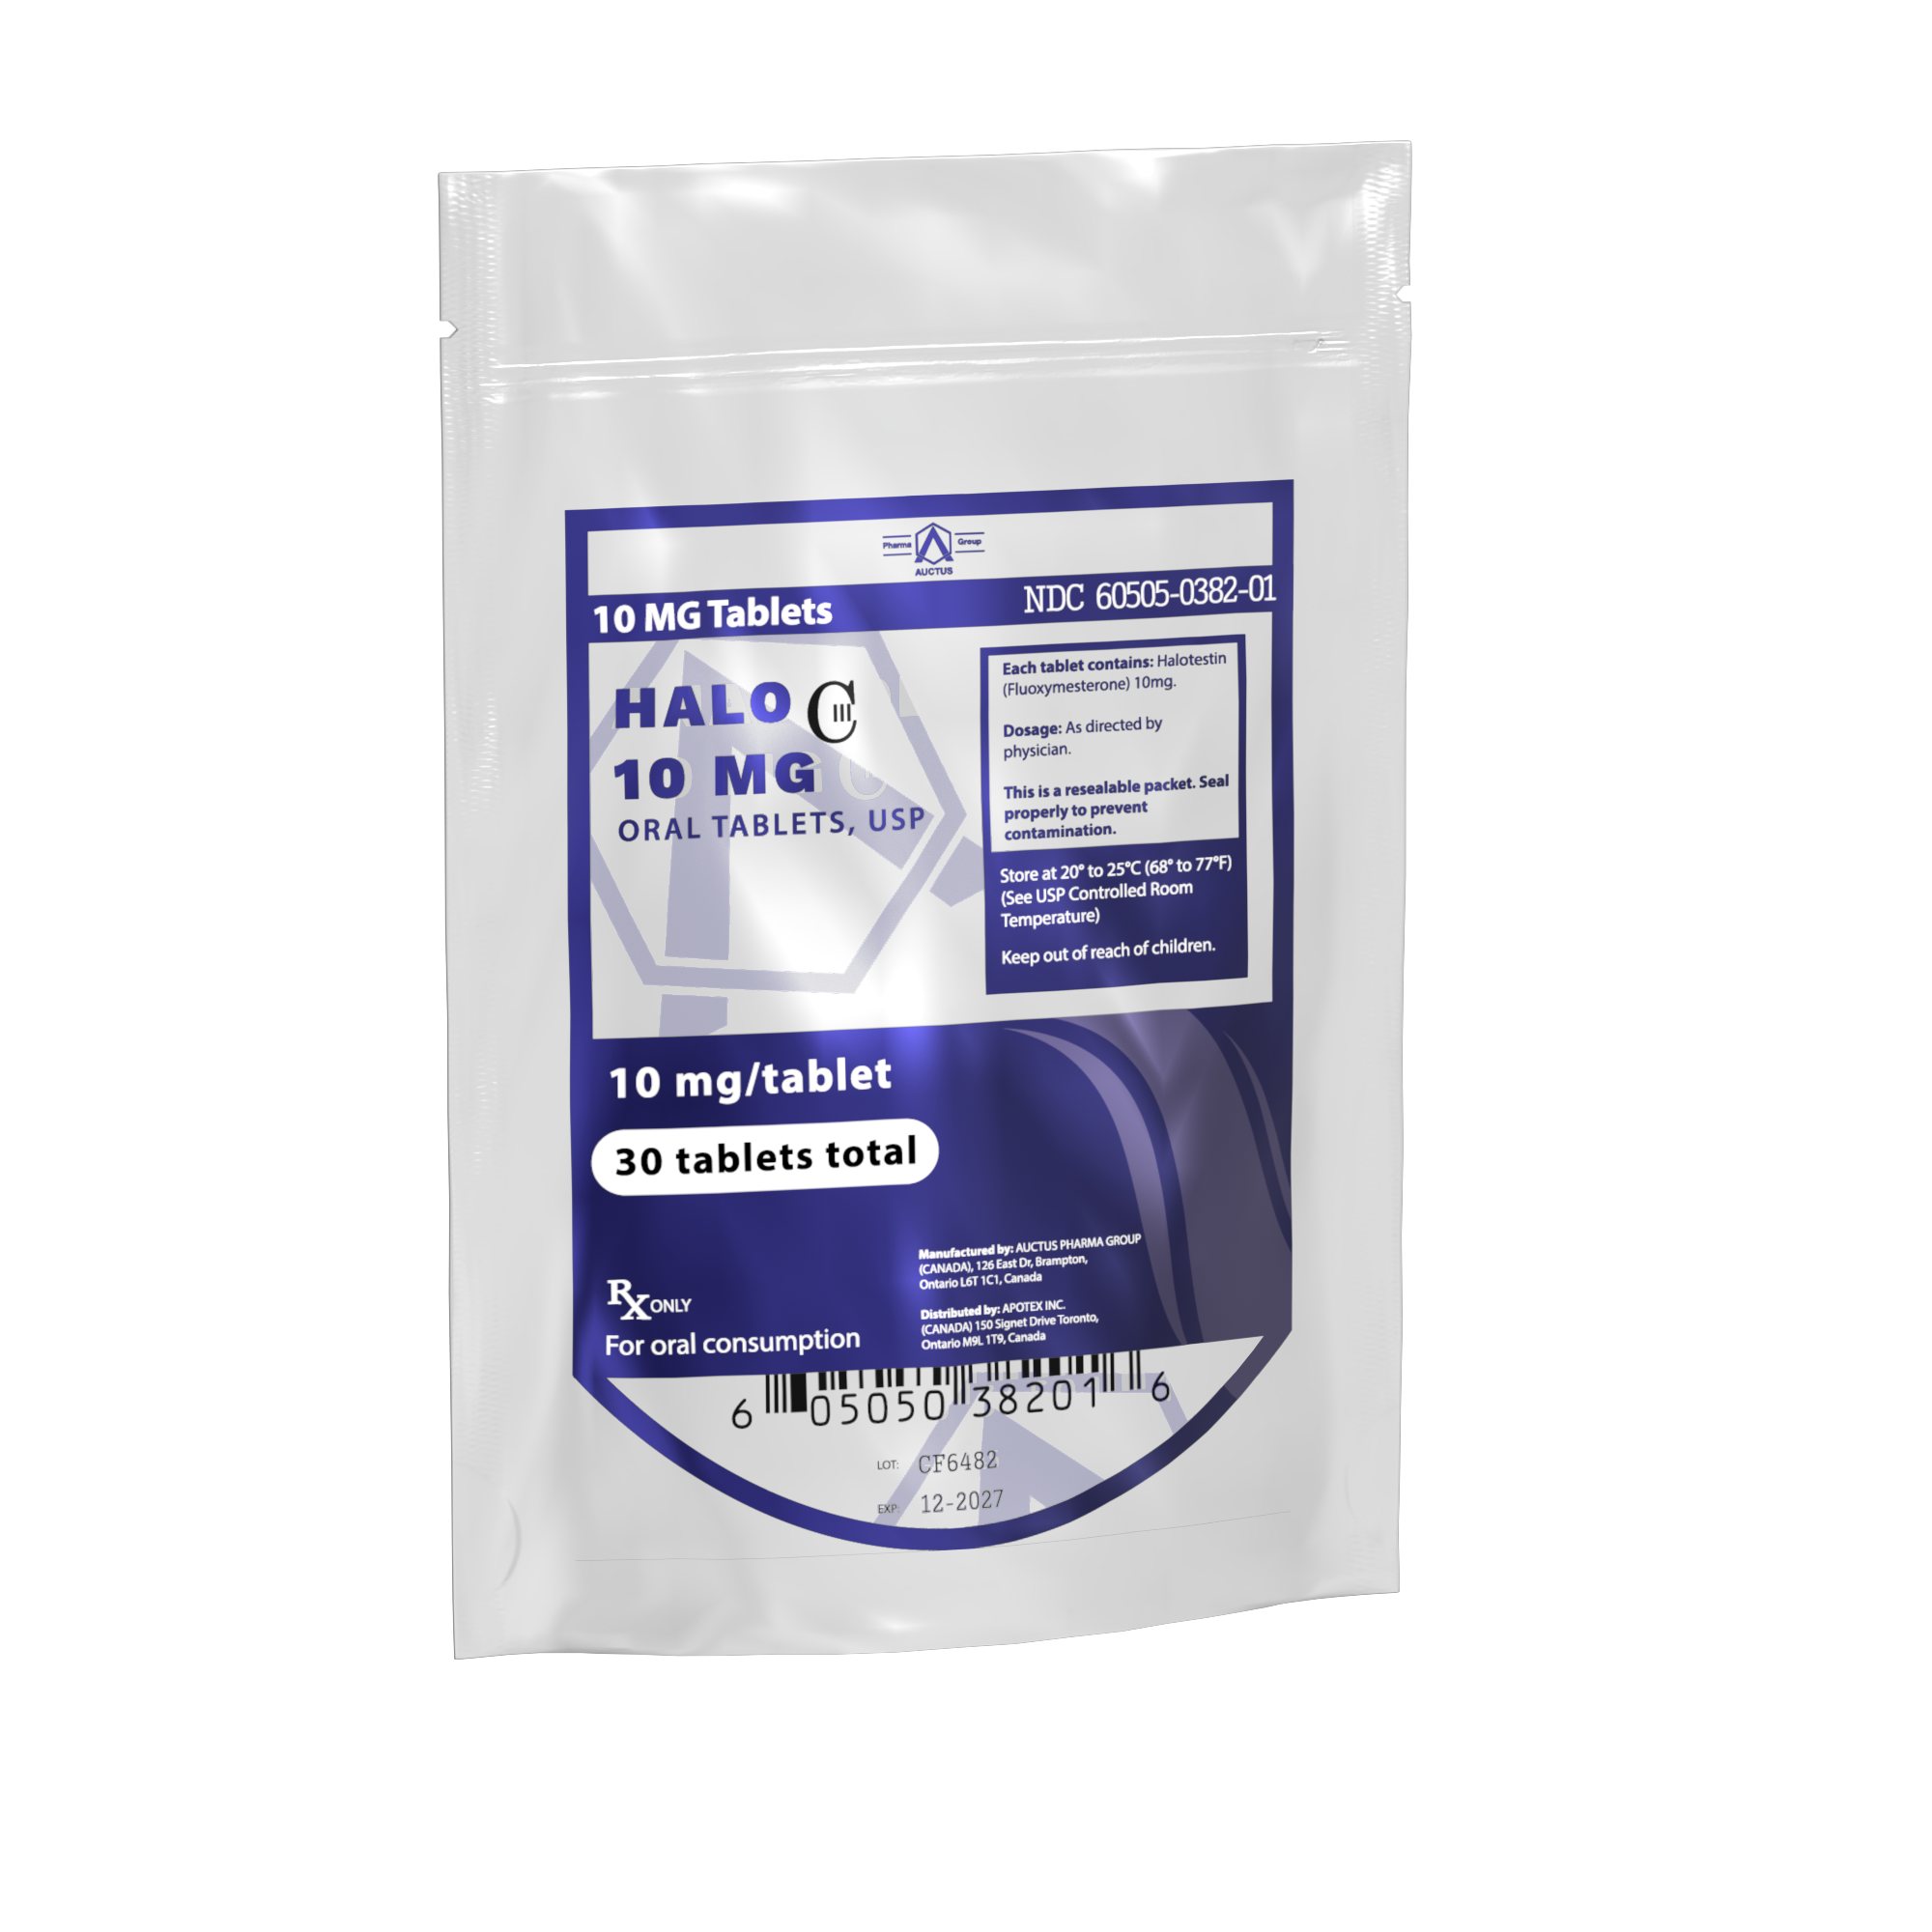 Pharma Group
AUCTUS
10 MG Tablets
NDC 60505-0382-01
HALO CIII
10 MG
ORAL TABLETS, USP
Each tablet contains: Halotestin
(Fluoxymesterone) 10mg.
Dosage: As directed by
physician.
This is a resealable packet. Seal
properly to prevent
contamination.
Store at 20° to 25°C (68° to 77°F)
(See USP Controlled Room
Temperature)
Keep out of reach of children.
10 mg/tablet
30 tablets total
Rx ONLY
For oral consumption
Manufactured by: AUCTUS PHARMA GROUP
(CANADA), 126 East Dr, Brampton,
Ontario L6T 1C1, Canada
Distributed by: APOTEX INC.
(CANADA) 150 Signet Drive Toronto,
Ontario M9L 1T9, Canada
6 05050 38201 6
LOT: CF6482
EXP: 12-2027